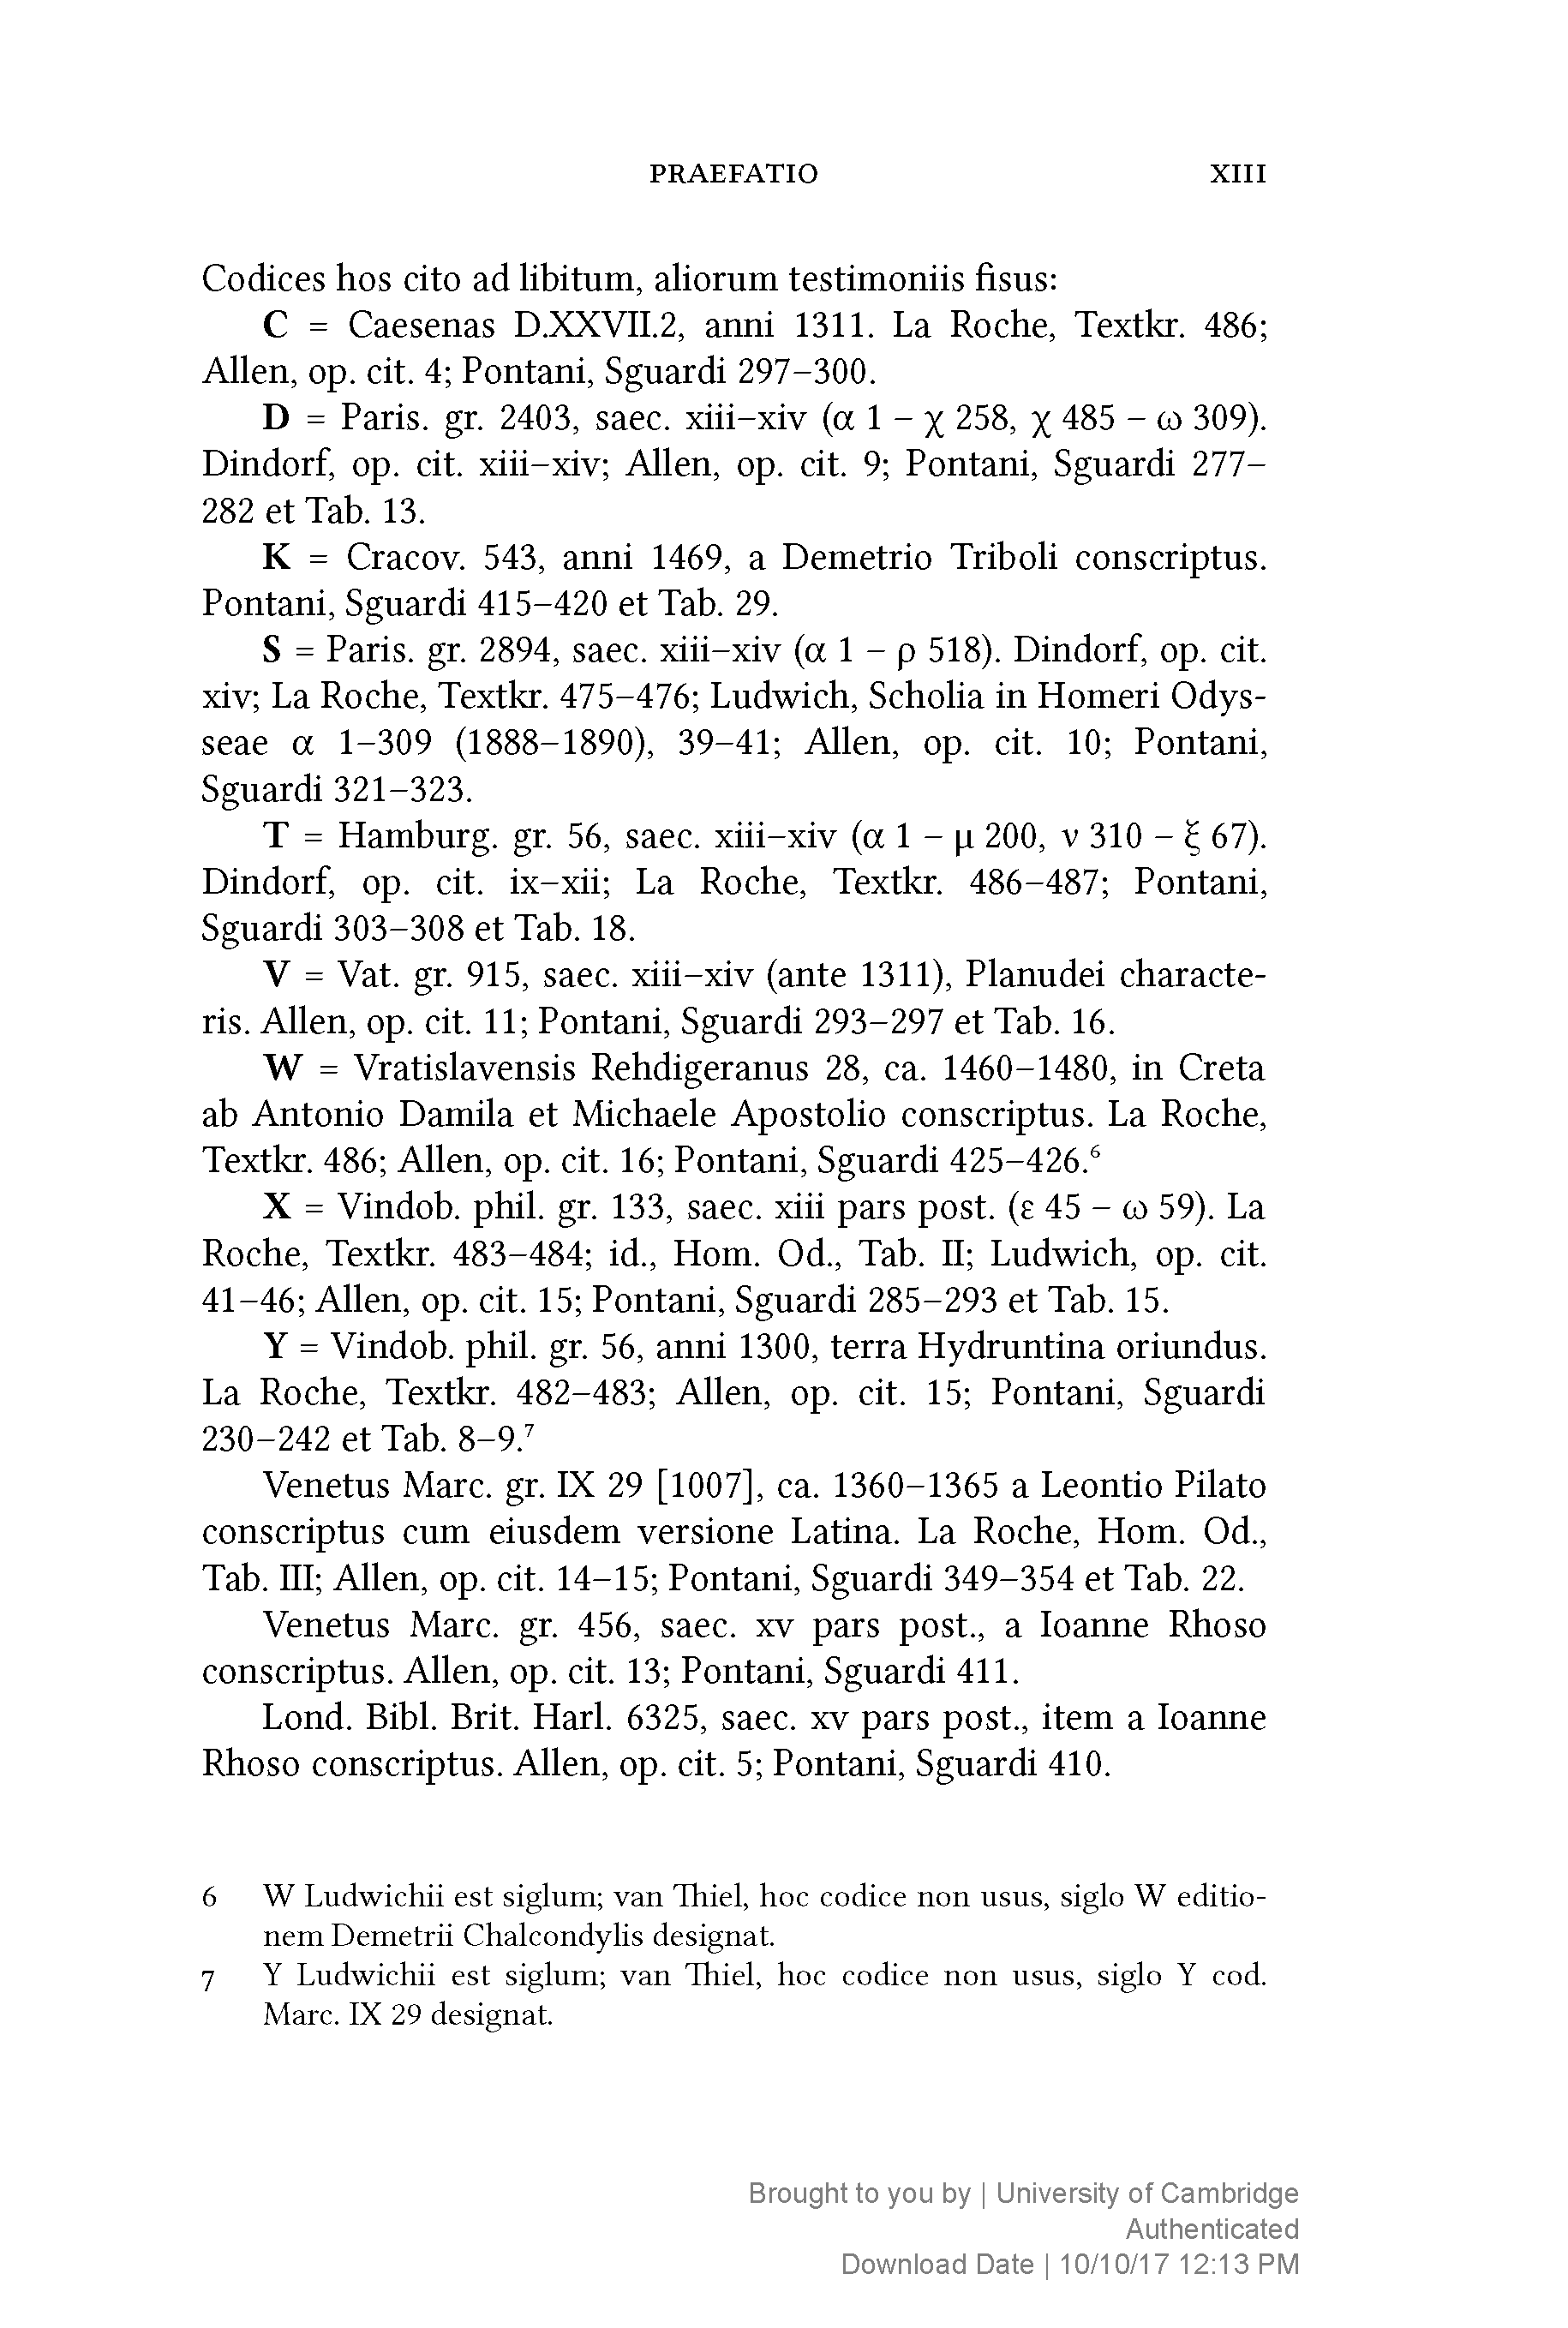 PRAEFATIO XIII
Codices hos cito ad libitum, aliorum testimoniis fisus:
C = Caesenas D.XXVII.2, anni 1311. La Roche, Textkr. 486;
Allen, op. cit. 4; Pontani, Sguardi 297–300.
D = Paris. gr. 2403, saec. xiii–xiv (α 1 – χ 258, χ 485 – ω 309).
Dindorf, op. cit. xiii–xiv; Allen, op. cit. 9; Pontani, Sguardi 277–
282 et Tab. 13.
K = Cracov. 543, anni 1469, a Demetrio Triboli conscriptus.
Pontani, Sguardi 415–420 et Tab. 29.
S = Paris. gr. 2894, saec. xiii–xiv (α 1 – ρ 518). Dindorf, op. cit.
xiv; La Roche, Textkr. 475–476; Ludwich, Scholia in Homeri Odys-
seae α 1–309 (1888–1890), 39–41; Allen, op. cit. 10; Pontani,
Sguardi 321–323.
T = Hamburg. gr. 56, saec. xiii–xiv (α 1 – μ 200, ν 310 – ξ 67).
Dindorf, op. cit. ix–xii; La Roche, Textkr. 486–487; Pontani,
Sguardi 303–308 et Tab. 18.
V = Vat. gr. 915, saec. xiii–xiv (ante 1311), Planudei characte-
ris. Allen, op. cit. 11; Pontani, Sguardi 293–297 et Tab. 16.
W = Vratislavensis Rehdigeranus 28, ca. 1460–1480, in Creta
ab Antonio Damila et Michaele Apostolio conscriptus. La Roche,
Textkr. 486; Allen, op. cit. 16; Pontani, Sguardi 425–426.⁶
X = Vindob. phil. gr. 133, saec. xiii pars post. (ε 45 – ω 59). La
Roche, Textkr. 483–484; id., Hom. Od., Tab. II; Ludwich, op. cit.
41–46; Allen, op. cit. 15; Pontani, Sguardi 285–293 et Tab. 15.
Y = Vindob. phil. gr. 56, anni 1300, terra Hydruntina oriundus.
La Roche, Textkr. 482–483; Allen, op. cit. 15; Pontani, Sguardi
230–242 et Tab. 8–9.⁷
Venetus Marc. gr. IX 29 [1007], ca. 1360–1365 a Leontio Pilato
conscriptus cum eiusdem versione Latina. La Roche, Hom. Od.,
Tab. III; Allen, op. cit. 14–15; Pontani, Sguardi 349–354 et Tab. 22.
Venetus Marc. gr. 456, saec. xv pars post., a Ioanne Rhoso
conscriptus. Allen, op. cit. 13; Pontani, Sguardi 411.
Lond. Bibl. Brit. Harl. 6325, saec. xv pars post., item a Ioanne
Rhoso conscriptus. Allen, op. cit. 5; Pontani, Sguardi 410.
6 W Ludwichii est siglum; van Thiel, hoc codice non usus, siglo W editio-
nem Demetrii Chalcondylis designat.
7 Y Ludwichii est siglum; van Thiel, hoc codice non usus, siglo Y cod.
Marc. IX 29 designat.
Brought to you by | University of Cambridge
Authenticated
Download Date | 10/10/17 12:13 PM